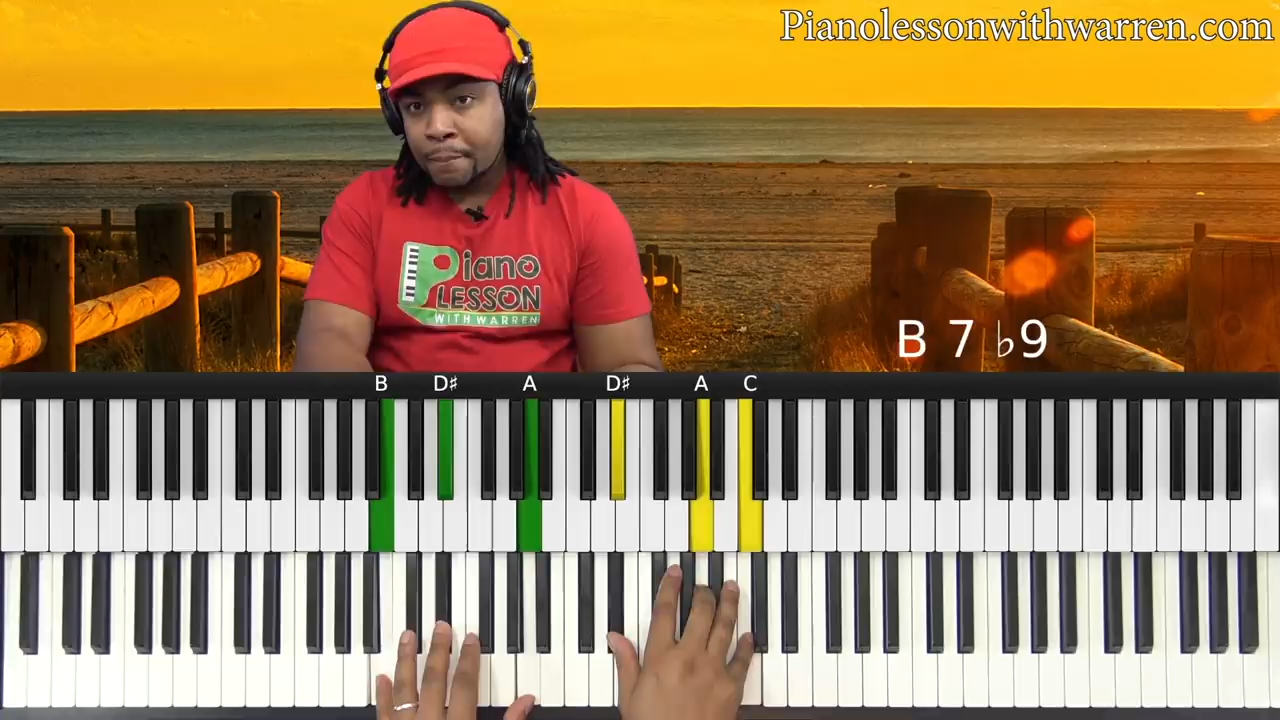 Pianolessonwithwarren.com
Piano
LESSON
WITH WARREN
B 7 ♭9
B D♯ A D♯ A C